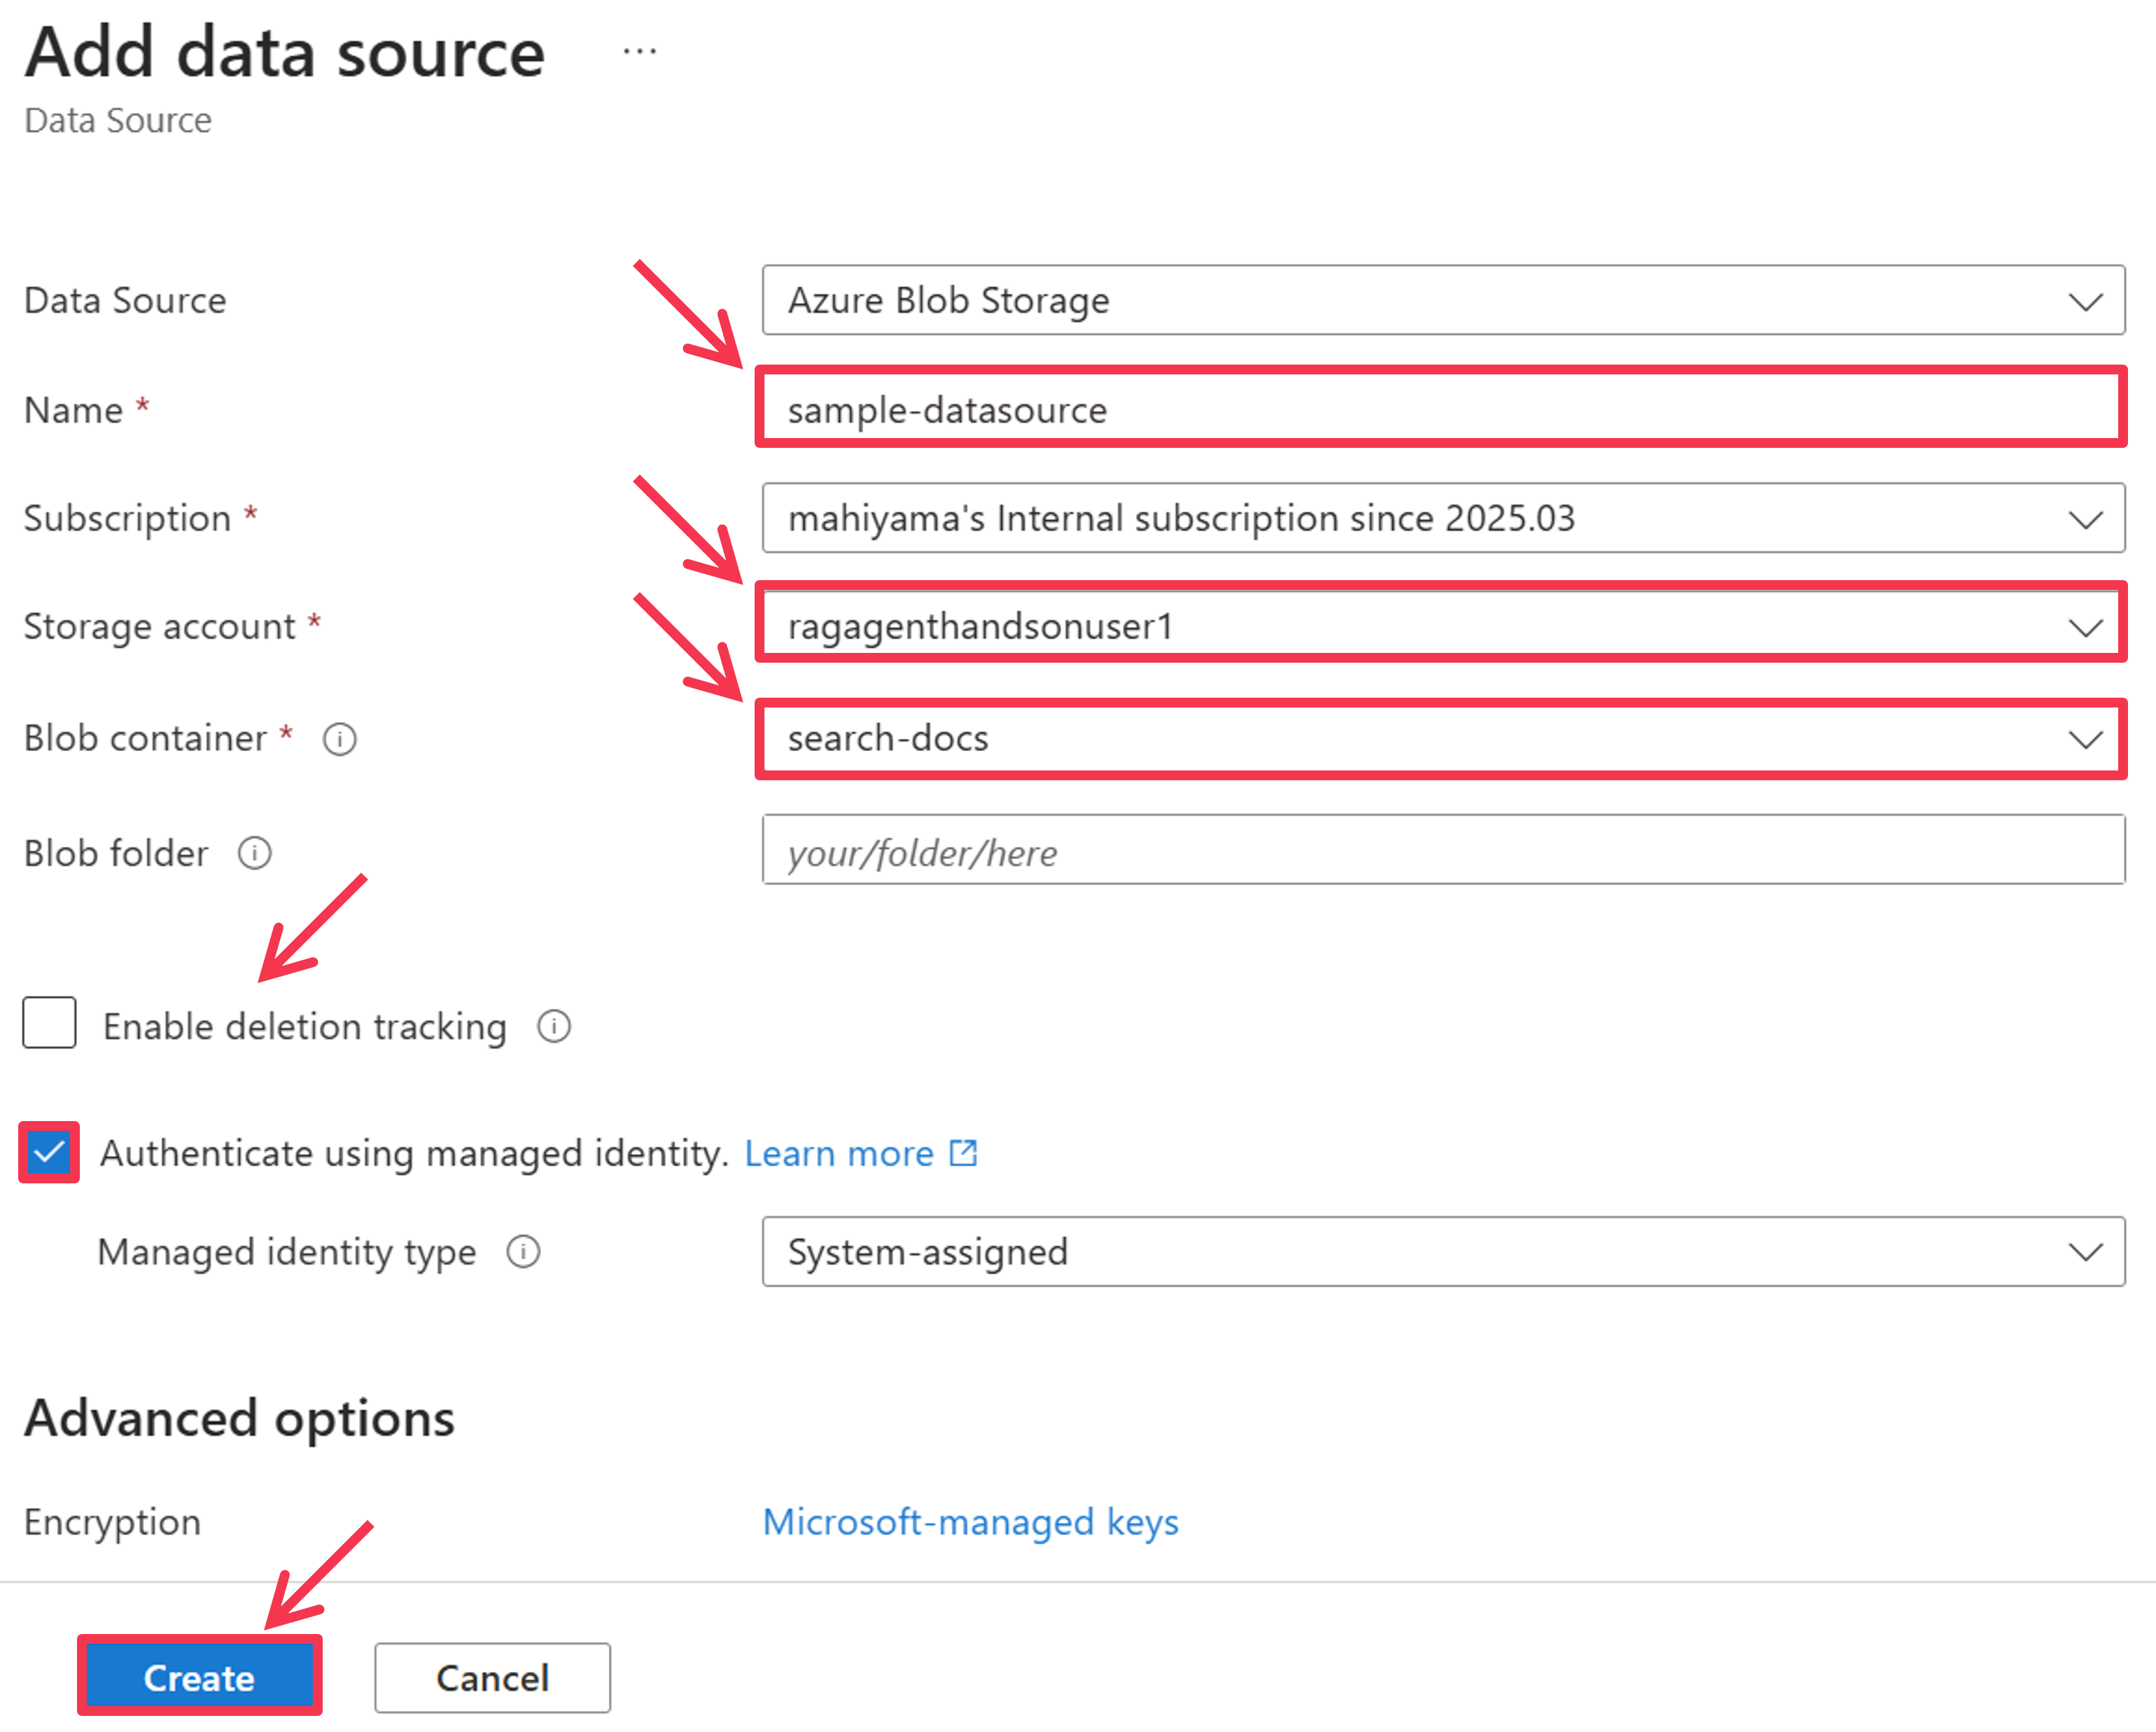 Add data source ...
Data Source
Data Source Azure Blob Storage
Name * sample-datasource
Subscription * mahiyama's Internal subscription since 2025.03
Storage account * ragagenthandsonuser1
Blob container * search-docs
Blob folder your/folder/here
Enable deletion tracking
Authenticate using managed identity. Learn more
Managed identity type System-assigned
Advanced options
Encryption Microsoft-managed keys
Create Cancel